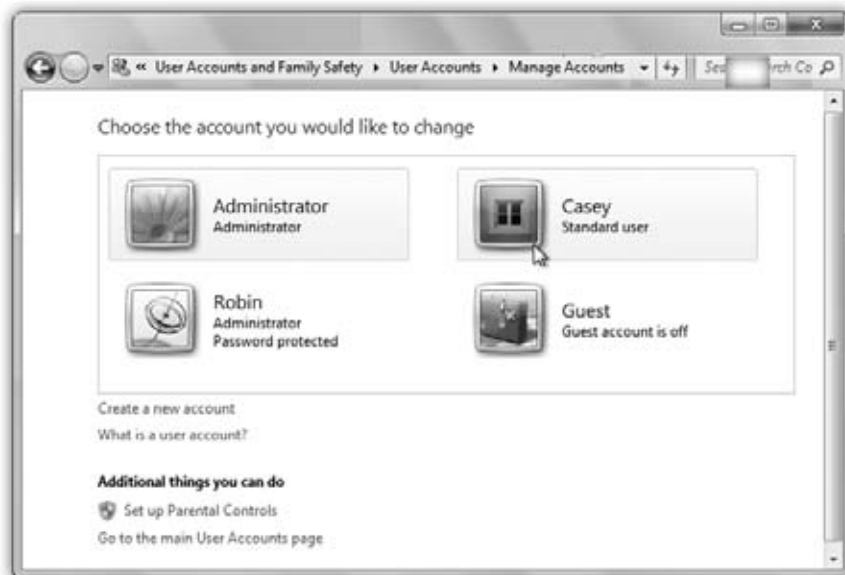 « User Accounts and Family Safety ▸ User Accounts ▸ Manage Accounts
Co
Choose the account you would like to change
Administrator
Administrator
Casey
Standard user
Robin
Administrator
Password protected
Guest
Guest account is off
Create a new account
What is a user account?
Additional things you can do
Set up Parental Controls
Go to the main User Accounts page